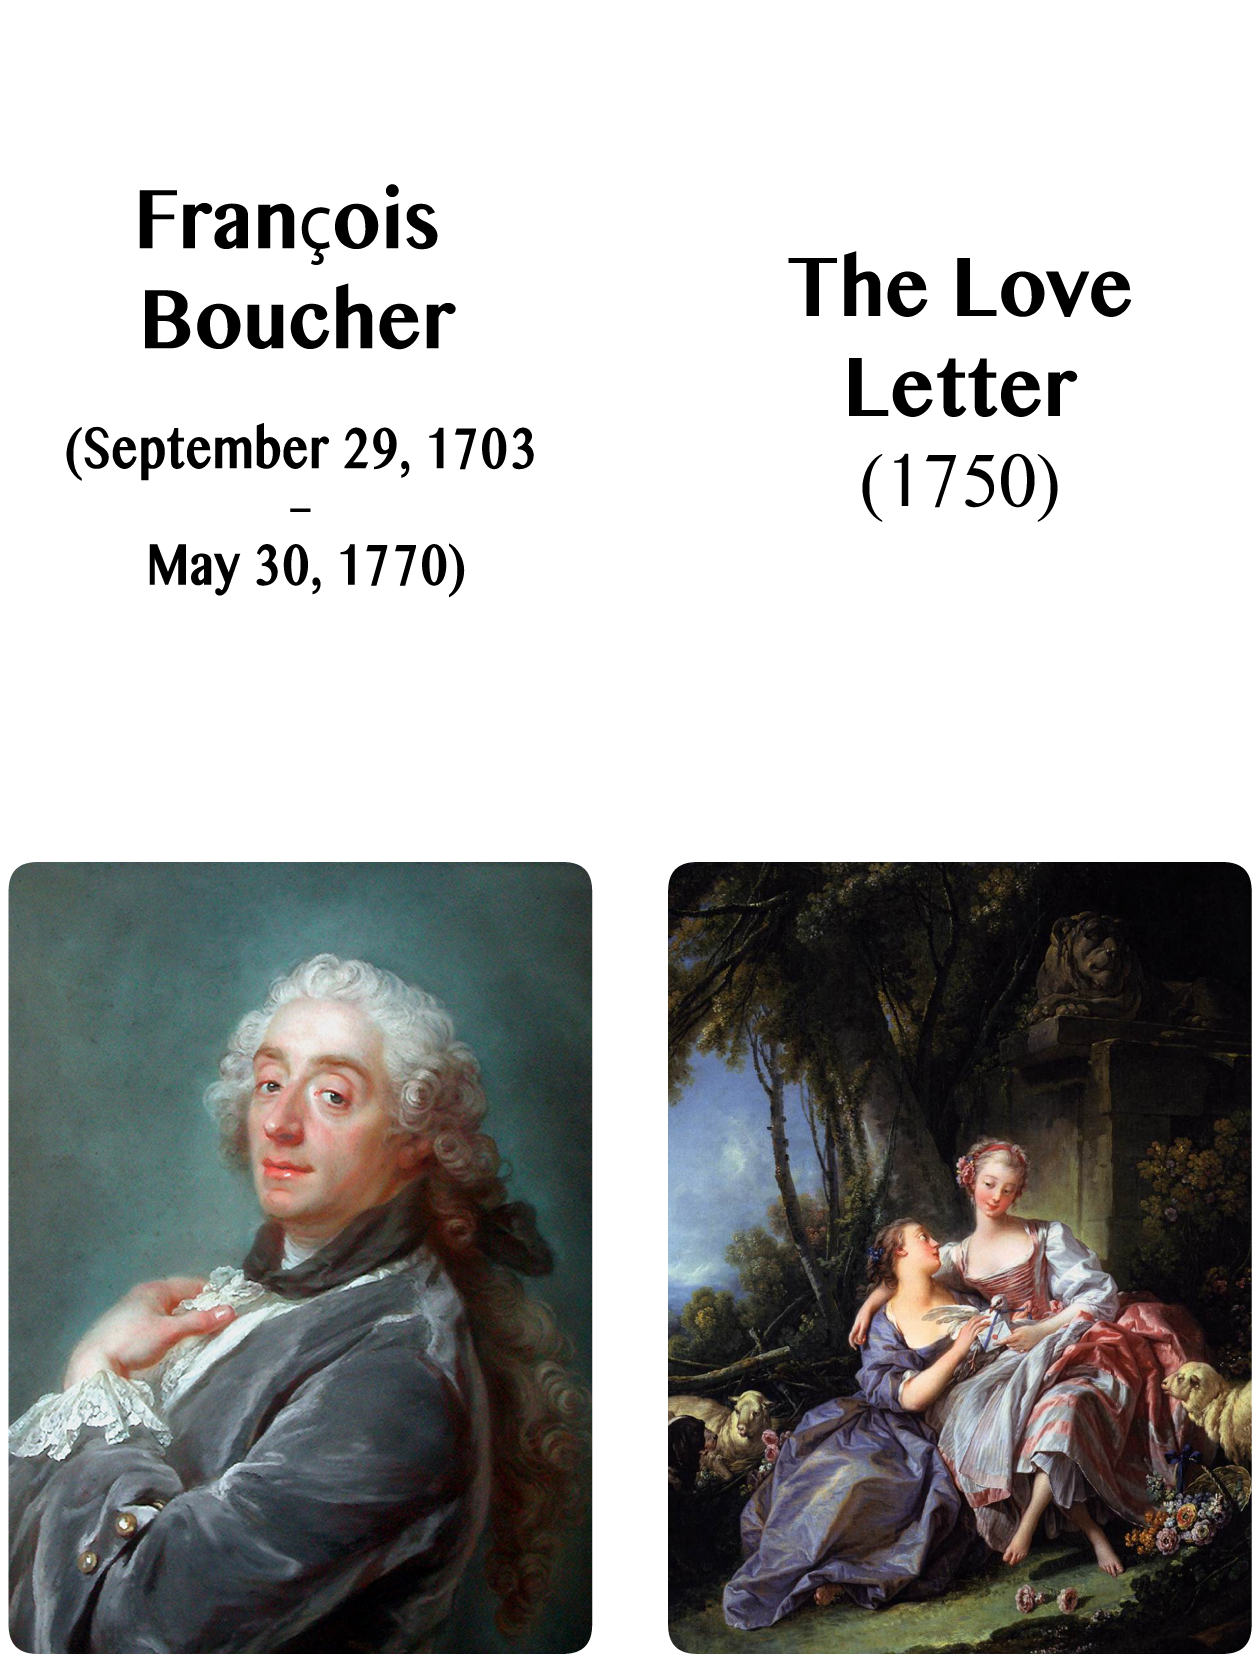 François
Boucher
(September 29, 1703
–
May 30, 1770)
The Love
Letter
(1750)